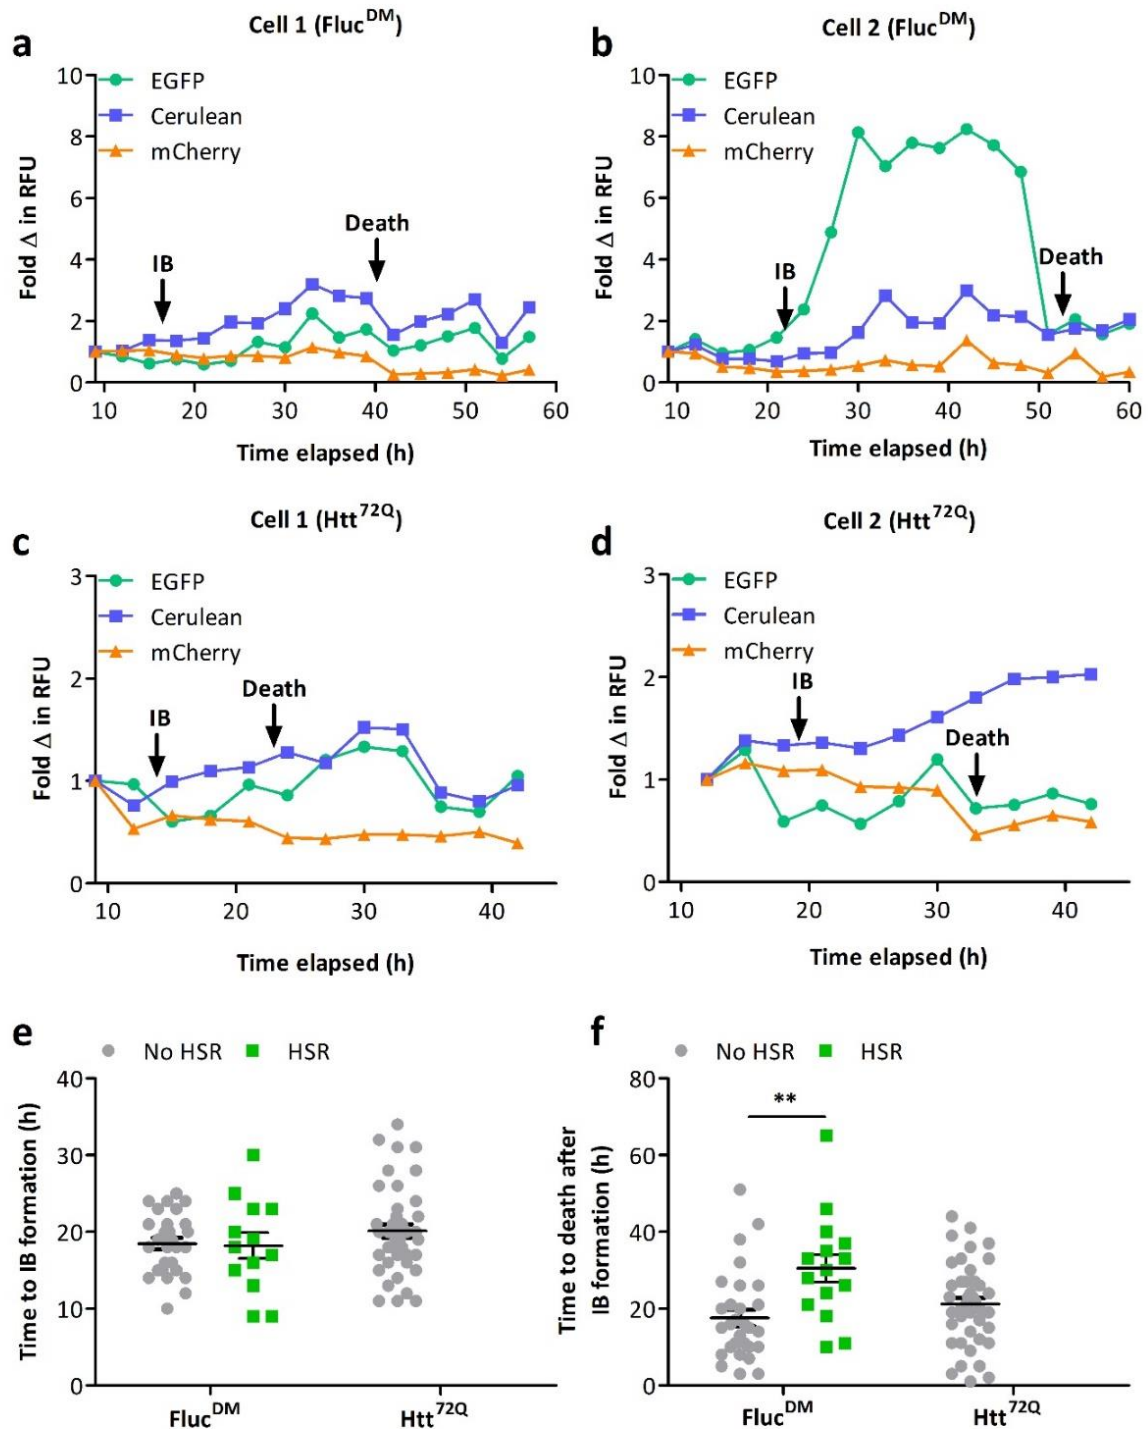 a
Cell 1 (Fluc^DM)
EGFP
Cerulean
mCherry
Fold Δ in RFU
10
8
6
4
2
0
IB
Death
10 20 30 40 50 60
Time elapsed (h)
b
Cell 2 (Fluc^DM)
EGFP
Cerulean
mCherry
Fold Δ in RFU
10
8
6
4
2
0
IB
Death
10 20 30 40 50 60
Time elapsed (h)
c
Cell 1 (Htt^72Q)
EGFP
Cerulean
mCherry
Fold Δ in RFU
3
2
1
0
IB
Death
10 20 30 40
Time elapsed (h)
d
Cell 2 (Htt^72Q)
EGFP
Cerulean
mCherry
Fold Δ in RFU
3
2
1
0
IB
Death
10 20 30 40
Time elapsed (h)
e
No HSR HSR
Time to IB formation (h)
40
30
20
10
0
Fluc^DM Htt^72Q
f
No HSR HSR
Time to death after
IB formation (h)
80
60
40
20
0
**
Fluc^DM Htt^72Q